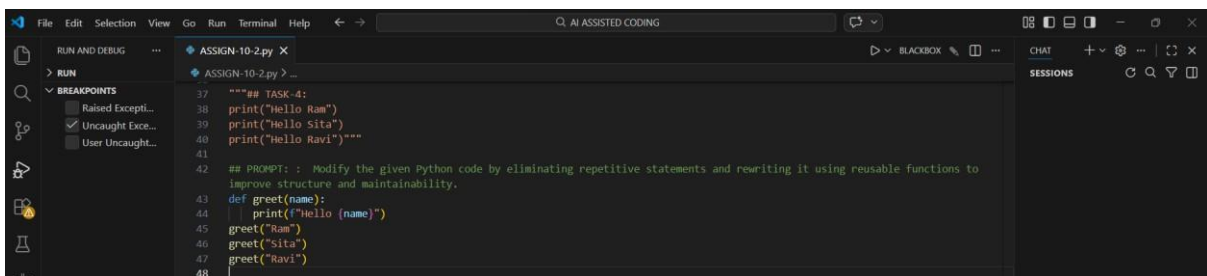 File Edit Selection View Go Run Terminal Help
AI ASSISTED CODING
RUN AND DEBUG
ASSIGN-10-2.py
BLACKBOX
CHAT
> RUN
ASSIGN-10-2.py > ...
SESSIONS
BREAKPOINTS
Raised Excepti...
Uncaught Exce...
User Uncaught...
37 """## TASK-4:
38 print("Hello Ram")
39 print("Hello Sita")
40 print("Hello Ravi")"""
41
42 ## PROMPT: : Modify the given Python code by eliminating repetitive statements and rewriting it using reusable functions to
improve structure and maintainability.
43 def greet(name):
44 print(f"Hello {name}")
45 greet("Ram")
46 greet("Sita")
47 greet("Ravi")
48